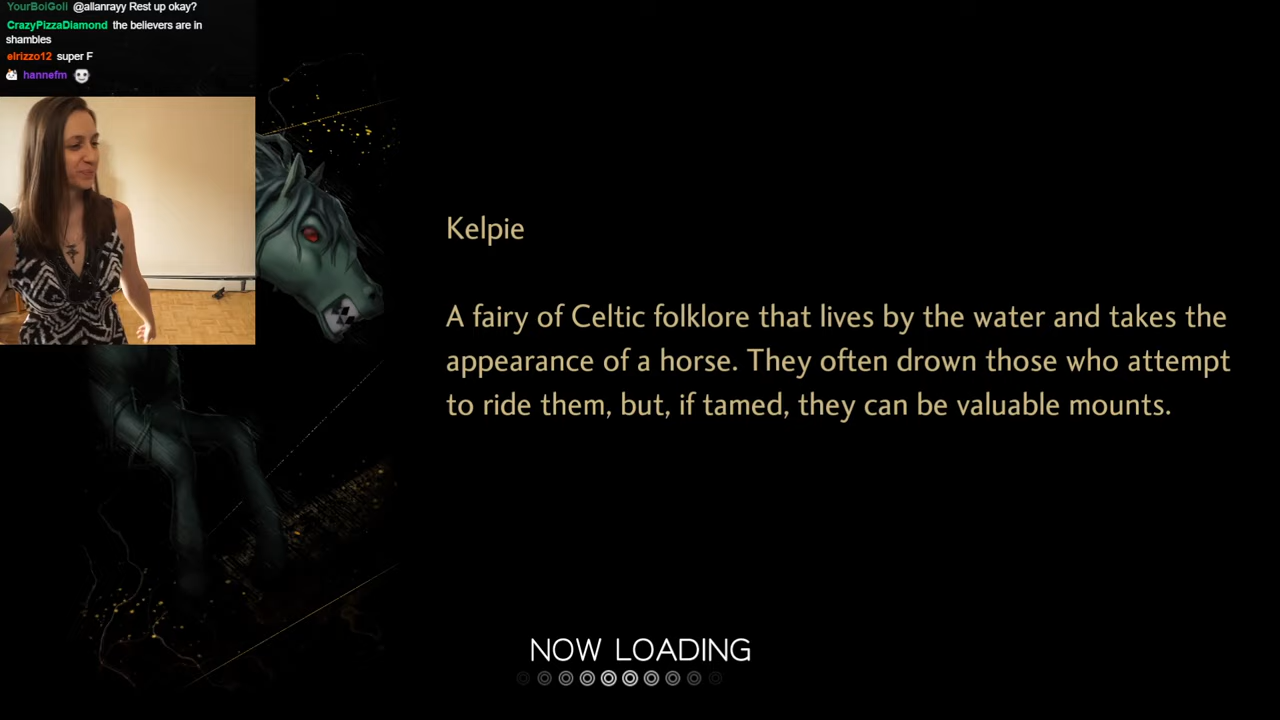 YourBoiGoli @allanrayy Rest up okay?
CrazyPizzaDiamond the believers are in
shambles
elrizzo12 super F
hannefm
Kelpie
A fairy of Celtic folklore that lives by the water and takes the
appearance of a horse. They often drown those who attempt
to ride them, but, if tamed, they can be valuable mounts.
NOW LOADING